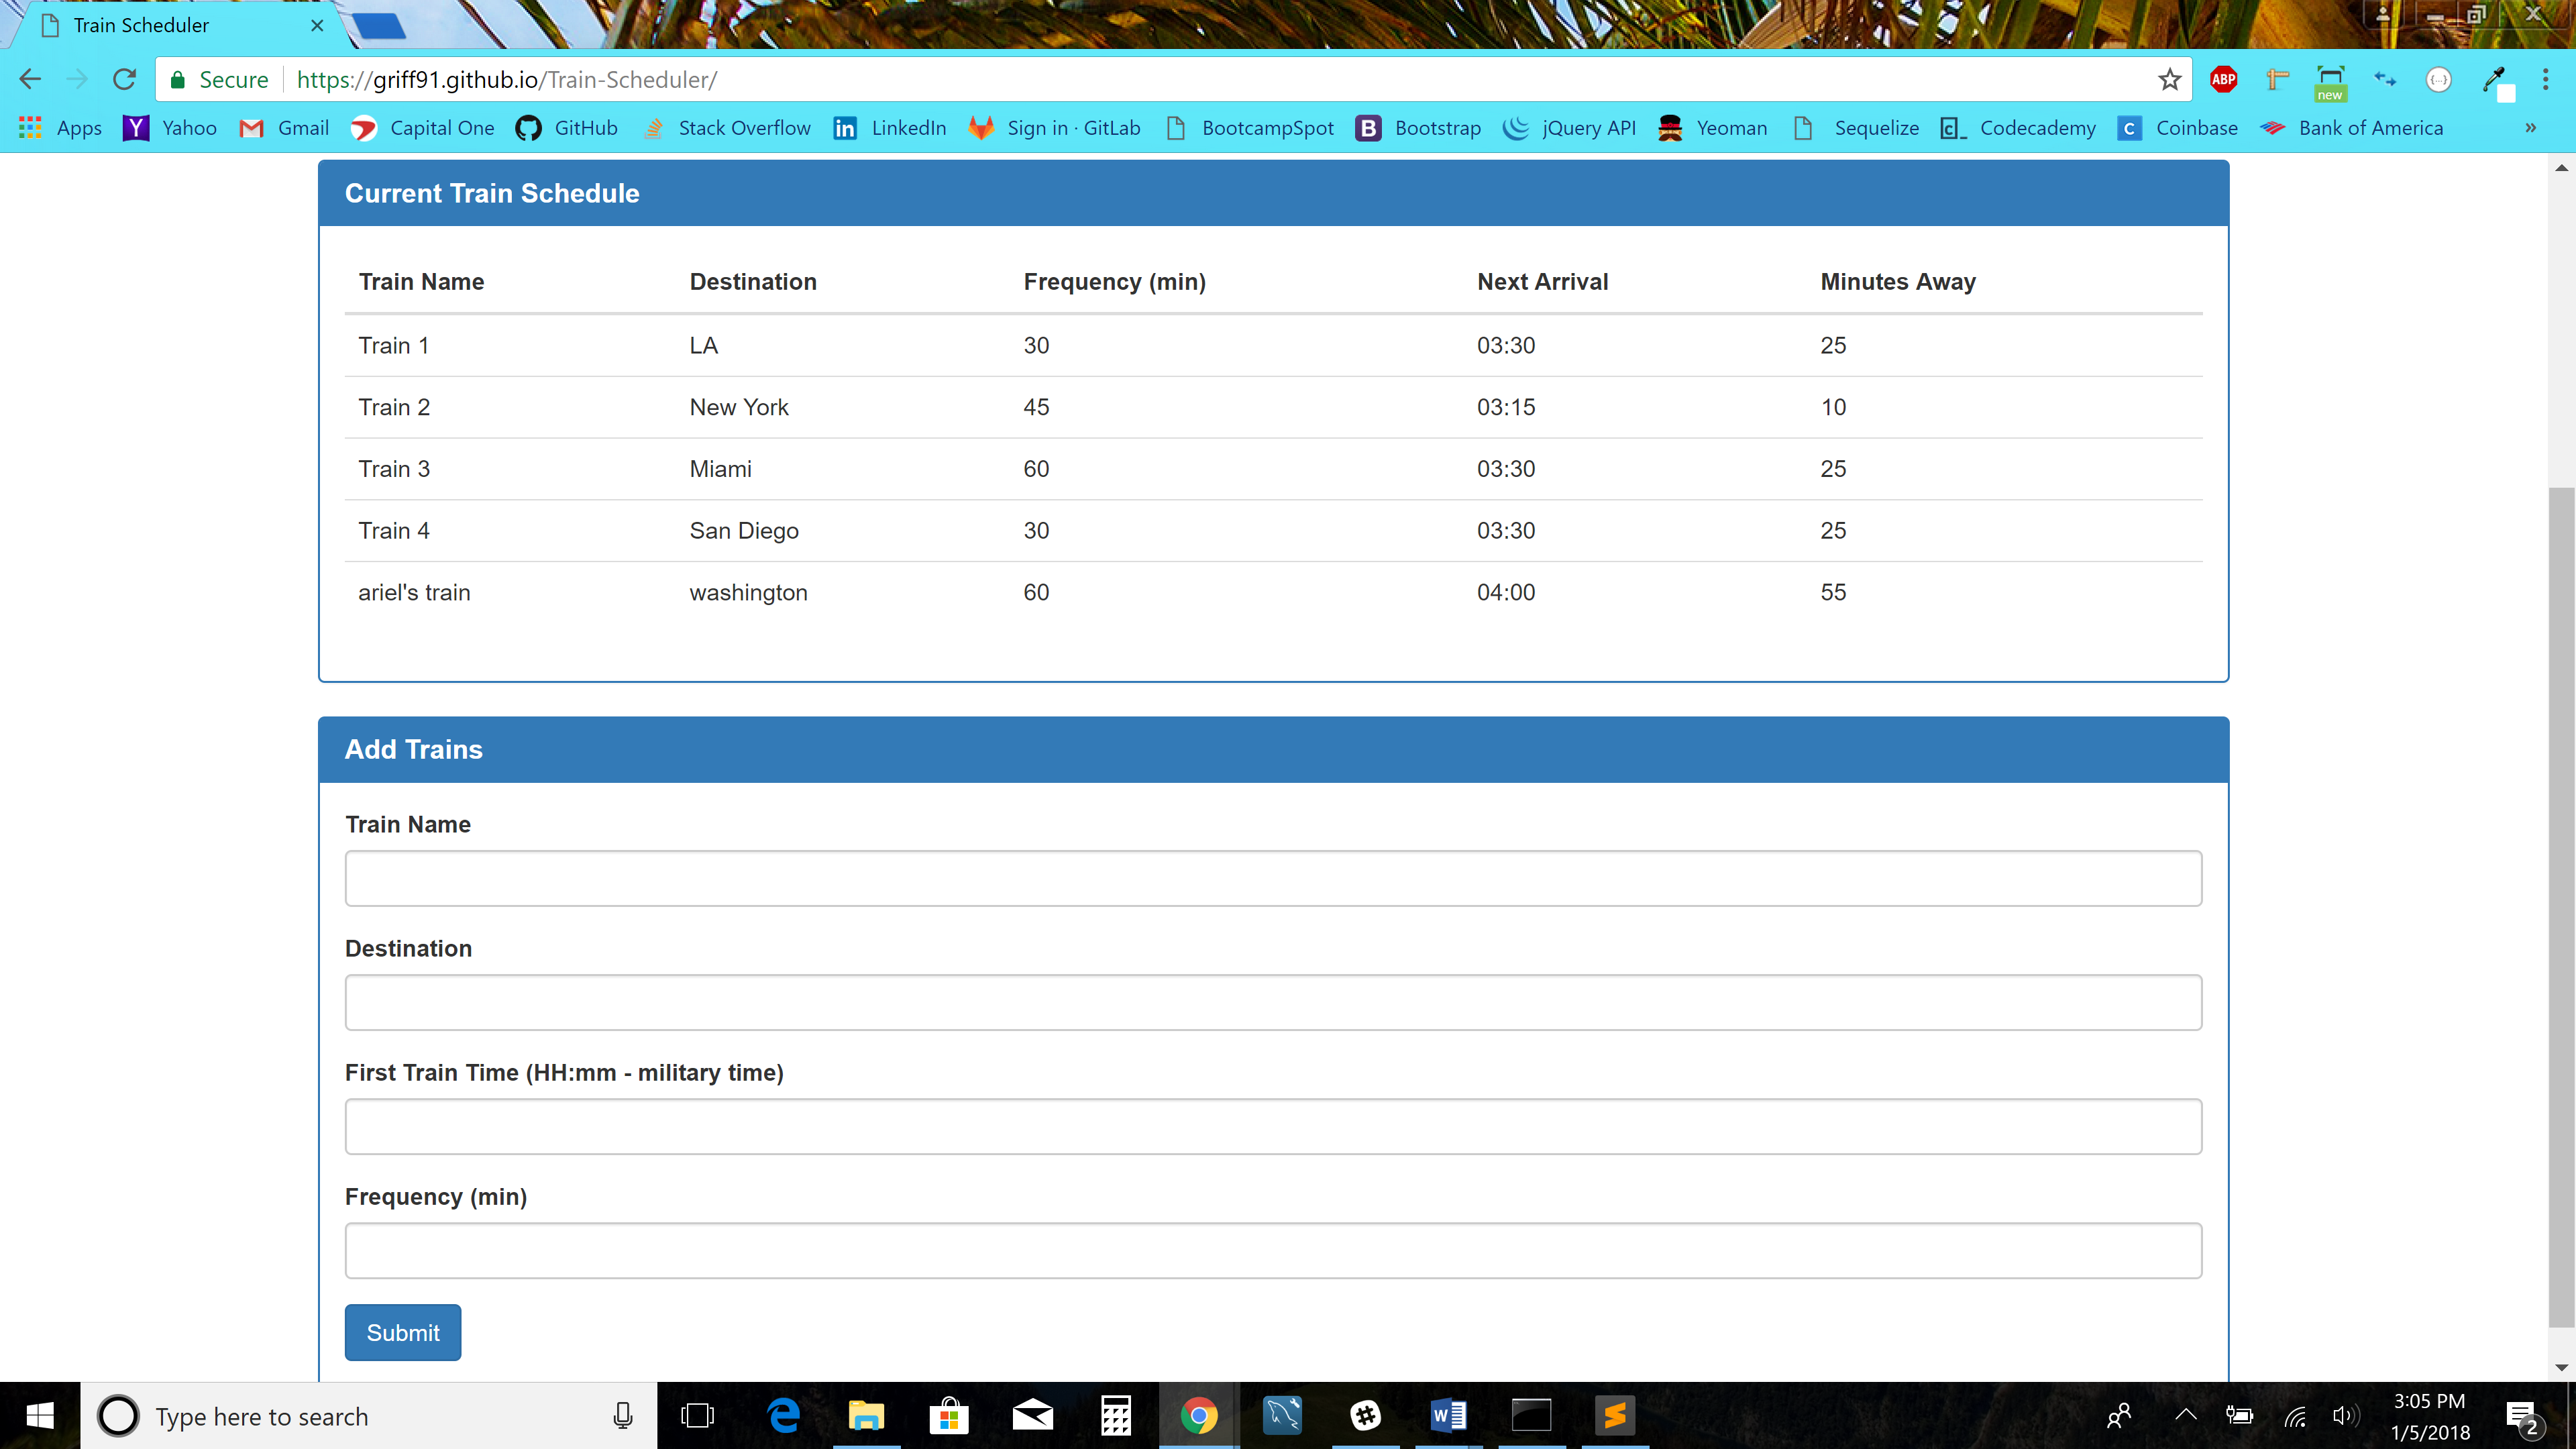 Train Scheduler
Secure https://griff91.github.io/Train-Scheduler/
ABP
new
Apps Yahoo Gmail Capital One GitHub Stack Overflow LinkedIn Sign in · GitLab BootcampSpot Bootstrap jQuery API Yeoman Sequelize Codecademy Coinbase Bank of America »
Current Train Schedule
Train Name Destination Frequency (min) Next Arrival Minutes Away
Train 1 LA 30 03:30 25
Train 2 New York 45 03:15 10
Train 3 Miami 60 03:30 25
Train 4 San Diego 30 03:30 25
ariel's train washington 60 04:00 55
Add Trains
Train Name
Destination
First Train Time (HH:mm - military time)
Frequency (min)
Submit
Type here to search
3:05 PM
1/5/2018
2